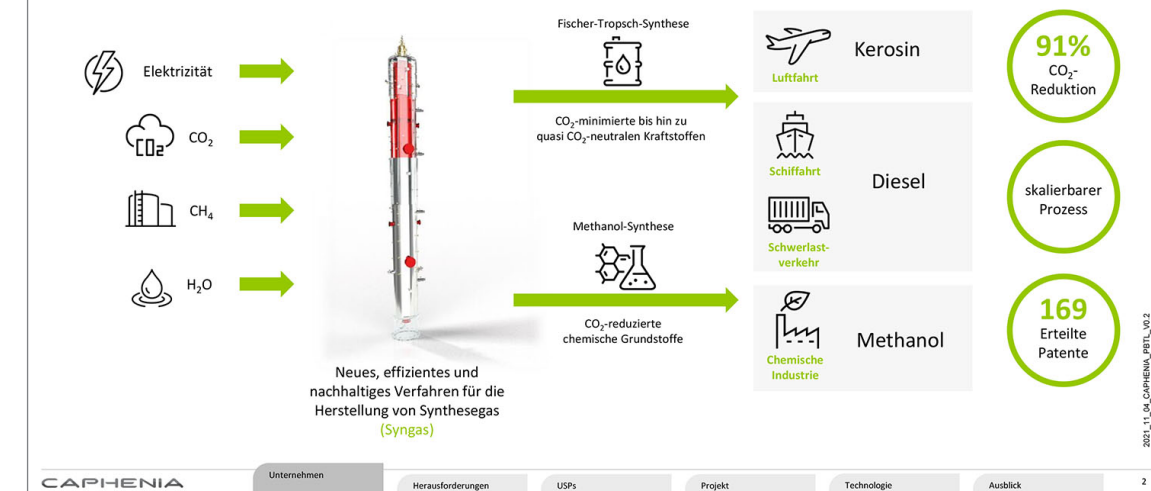 Elektrizität
CO₂
CO₂
CH₄
H₂O
Neues, effizientes und
nachhaltiges Verfahren für die
Herstellung von Synthesegas
(Syngas)
Fischer-Tropsch-Synthese
CO₂-minimierte bis hin zu
quasi CO₂-neutralen Kraftstoffen
Methanol-Synthese
CO₂-reduzierte
chemische Grundstoffe
Luftfahrt
Kerosin
Schiffahrt
Diesel
Schwerlast-
verkehr
Chemische
Industrie
Methanol
91%
CO₂-
Reduktion
skalierbarer
Prozess
169
Erteilte
Patente
2021_11_04_CAPHENIA_PBTL_V0.2
CAPHENIA
Unternehmen
Herausforderungen
USPs
Projekt
Technologie
Ausblick
2